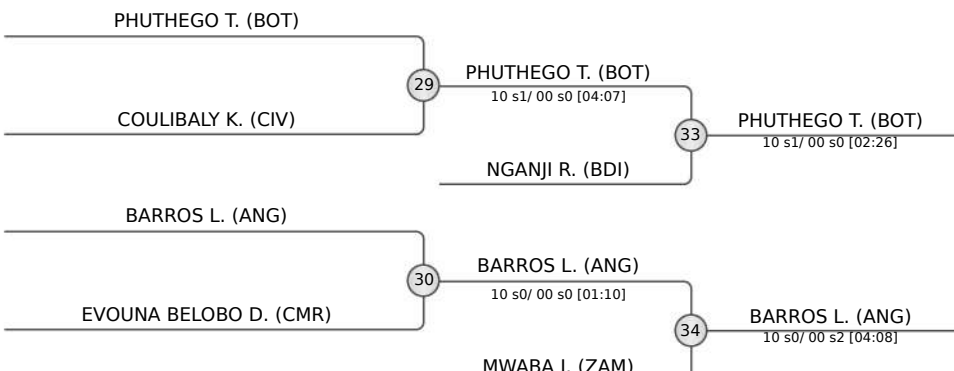 PHUTHEGO T. (BOT)
29
PHUTHEGO T. (BOT)
10 s1/ 00 s0 [04:07]
COULIBALY K. (CIV)
33
PHUTHEGO T. (BOT)
10 s1/ 00 s0 [02:26]
NGANJI R. (BDI)
BARROS L. (ANG)
30
BARROS L. (ANG)
10 s0/ 00 s0 [01:10]
EVOUNA BELOBO D. (CMR)
34
BARROS L. (ANG)
10 s0/ 00 s2 [04:08]
MWABA J. (ZAM)